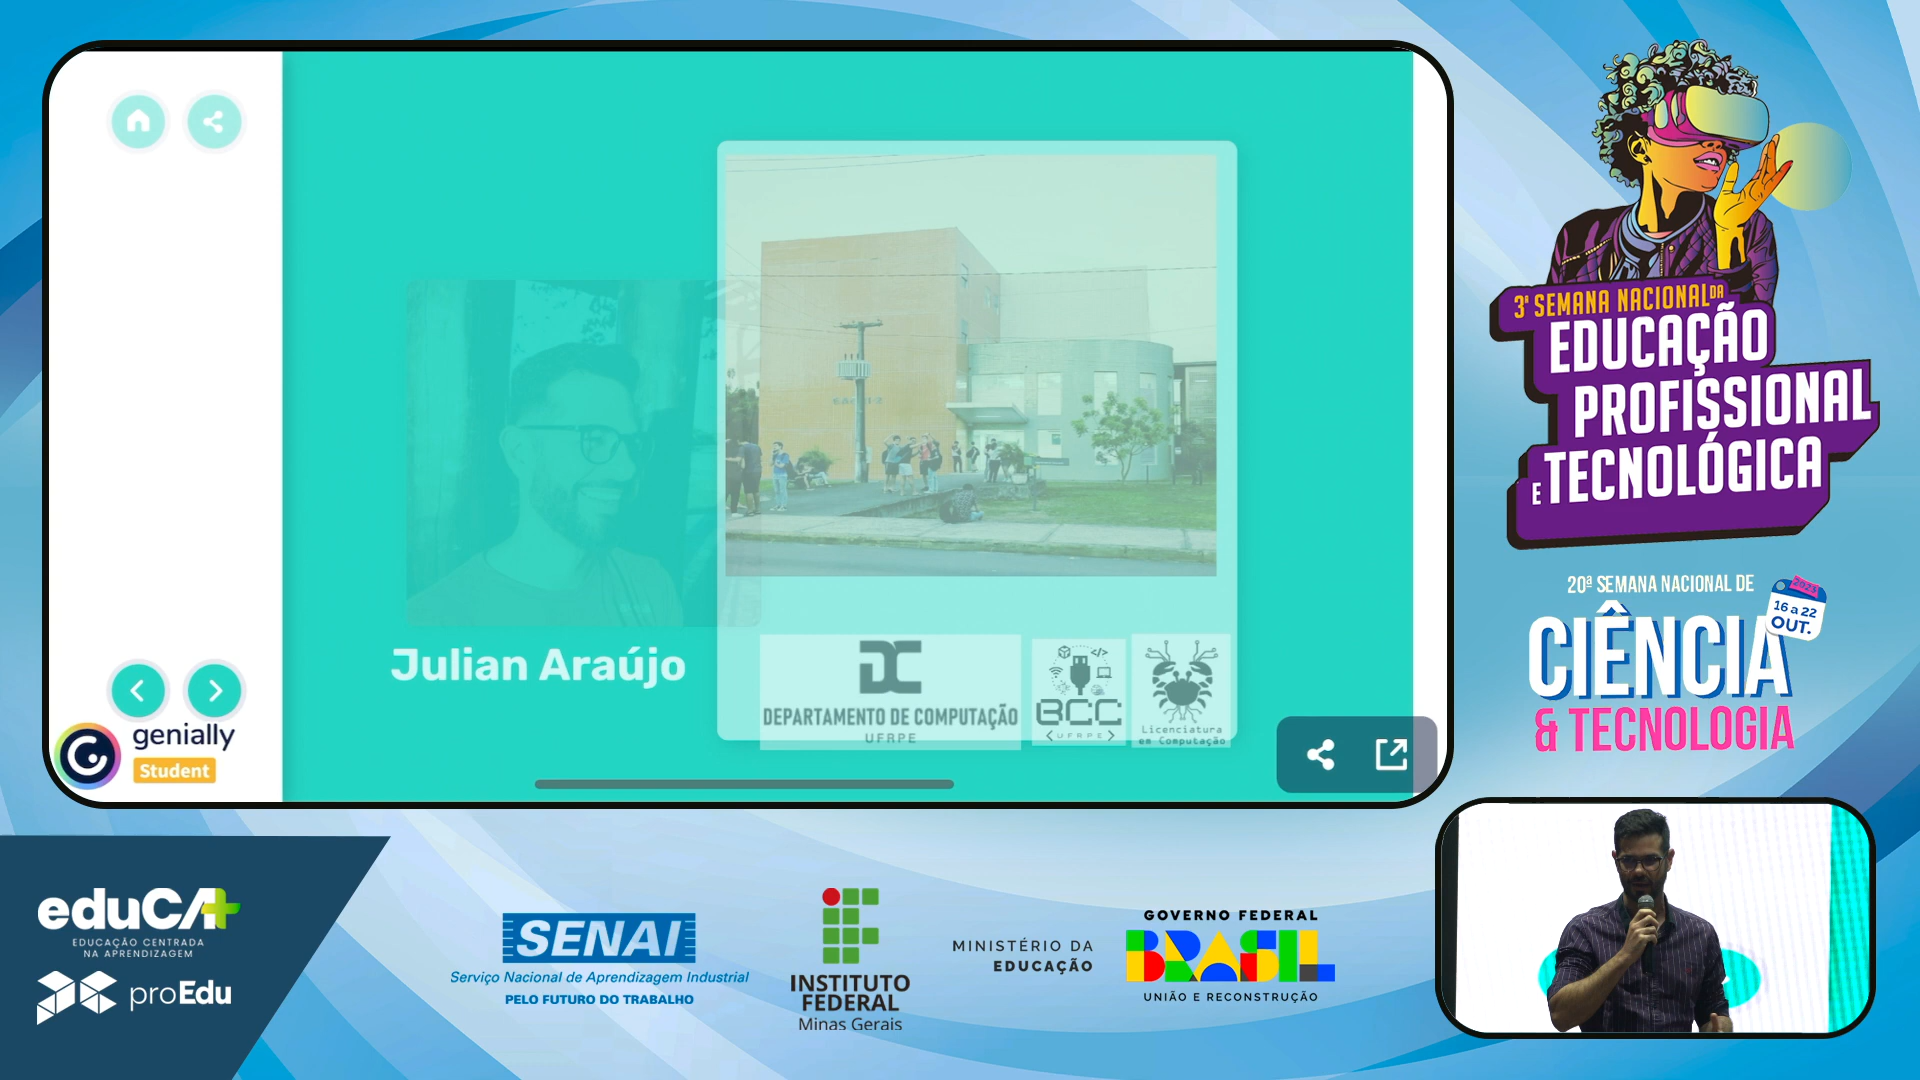 genially
Student
Julian Araújo
DC
DEPARTAMENTO DE COMPUTAÇÃO
UFRPE
BCC
<UFRPE>
Licenciatura
em Computação
3ª SEMANA NACIONAL DA
EDUCAÇÃO
PROFISSIONAL
E TECNOLÓGICA
20ª SEMANA NACIONAL DE
CIÊNCIA
& TECNOLOGIA
2023
16 a 22
OUT.
eduCA+
EDUCAÇÃO CENTRADA
NA APRENDIZAGEM
proEdu
SENAI
Serviço Nacional de Aprendizagem Industrial
PELO FUTURO DO TRABALHO
INSTITUTO
FEDERAL
Minas Gerais
MINISTÉRIO DA
EDUCAÇÃO
GOVERNO FEDERAL
BRASIL
UNIÃO E RECONSTRUÇÃO